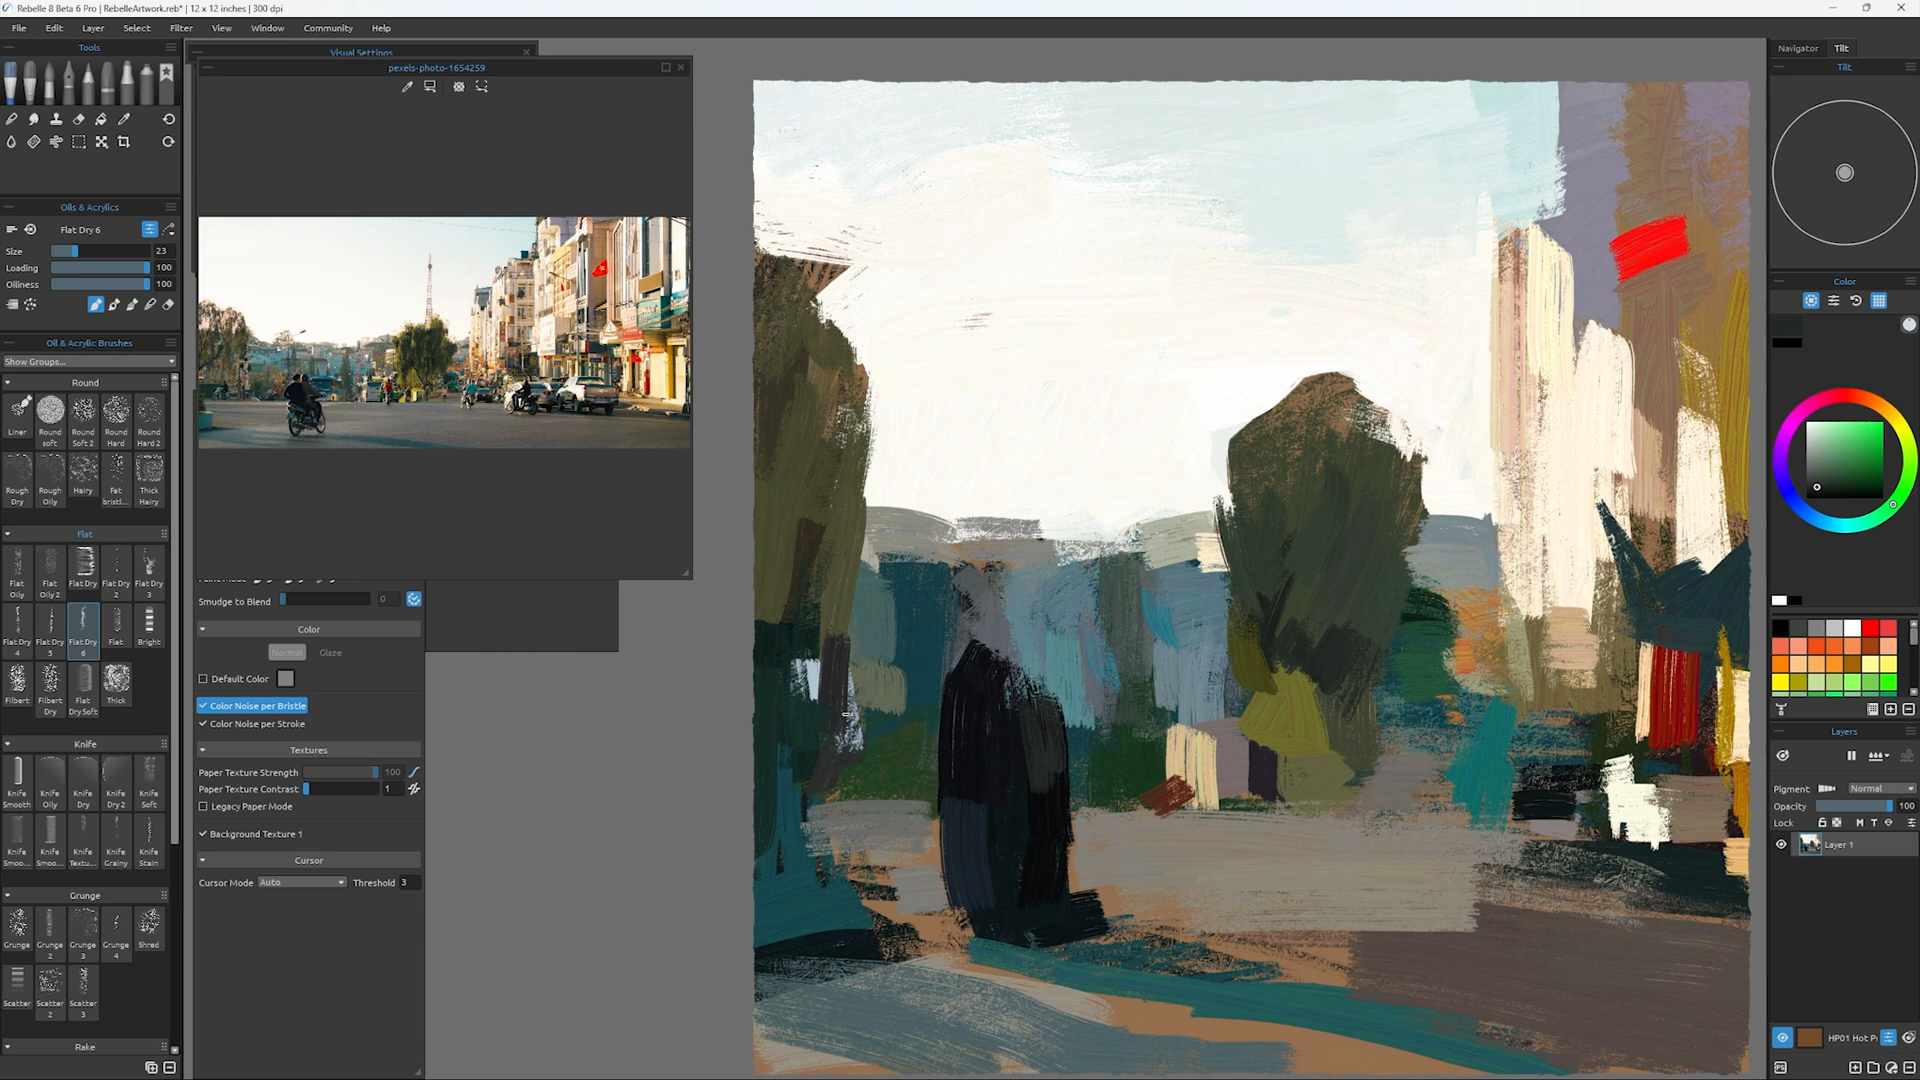 Rebelle 8 Beta 6 Pro | RebelleArtwork.reb* | 12 x 12 inches | 300 dpi
File Edit Layer Select Filter View Window Community Help
Tools
Visual Settings
pexels-photo-1654259
Navigator Tilt
Tilt
Oils & Acrylics
Flat Dry 6
Size 23
Loading 100
Oiliness 100
Oil & Acrylic Brushes
Show Groups...
Round
Liner Round soft Round Soft 2 Round Hard Round Hard 2
Rough Dry Rough Oily Hairy Fat bristl... Thick Hairy
Flat
Flat Oily Flat Oily 2 Flat Dry Flat Dry 2 Flat Dry 3
Flat Dry 4 Flat Dry 5 Flat Dry 6 Flat Bright
Filbert Filbert Dry Flat Dry Soft Thick
Knife
Knife Smooth Knife Oily Knife Dry Knife Dry 2 Knife Soft
Knife Smoo... Knife Smoo... Knife Textu... Knife Grainy Knife Stain
Grunge
Grunge Grunge 2 Grunge 3 Grunge 4 Shred
Scatter Scatter 2 Scatter 3
Rake
Smudge to Blend 0
Color
Normal Glaze
Default Color
Color Noise per Bristle
Color Noise per Stroke
Textures
Paper Texture Strength 100
Paper Texture Contrast 1
Legacy Paper Mode
Background Texture 1
Cursor
Cursor Mode Auto Threshold 3
Color
Layers
Pigment Normal
Opacity 100
Lock M T
Layer 1
HP01 Hot
PS